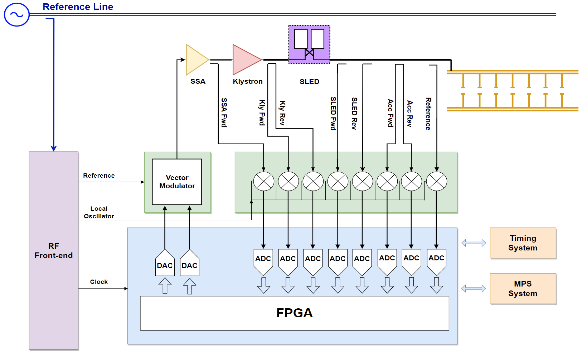 Reference Line
SSA
Klystron
SLED
SSA Fwd
Kly Fwd
Kly Rev
SLED Fwd
SLED Rev
Acc Fwd
Acc Rev
Reference
Reference
Vector
Modulator
Local
Oscillator
RF
Front-end
DAC
DAC
ADC
ADC
ADC
ADC
ADC
ADC
ADC
ADC
Timing
System
Clock
MPS
System
FPGA